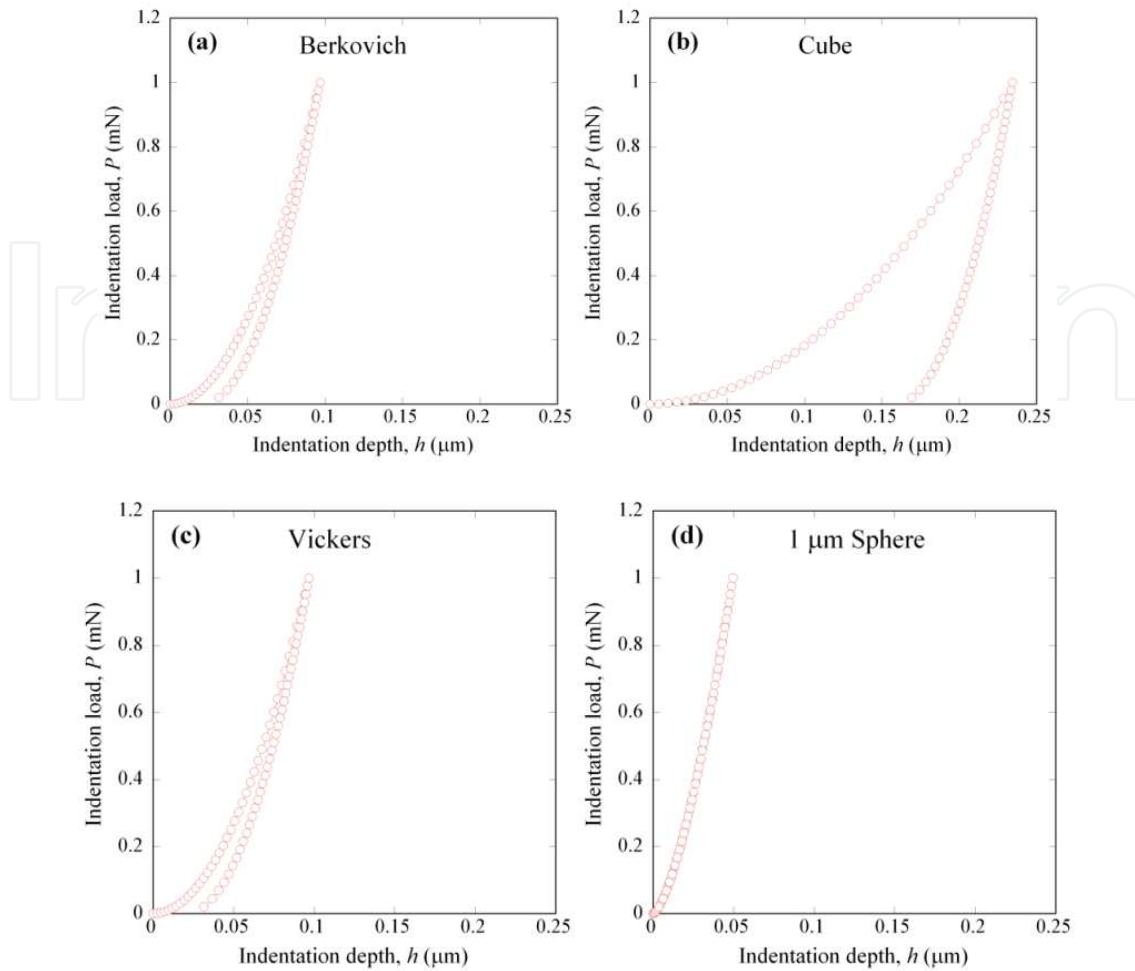 (a) Berkovich
Indentation load, P (mN)
1.2
1
0.8
0.6
0.4
0.2
0
0 0.05 0.1 0.15 0.2 0.25
Indentation depth, h (μm)
(b) Cube
Indentation load, P (mN)
1.2
1
0.8
0.6
0.4
0.2
0
0 0.05 0.1 0.15 0.2 0.25
Indentation depth, h (μm)
(c) Vickers
Indentation load, P (mN)
1.2
1
0.8
0.6
0.4
0.2
0
0 0.05 0.1 0.15 0.2 0.25
Indentation depth, h (μm)
(d) 1 μm Sphere
Indentation load, P (mN)
1.2
1
0.8
0.6
0.4
0.2
0
0 0.05 0.1 0.15 0.2 0.25
Indentation depth, h (μm)